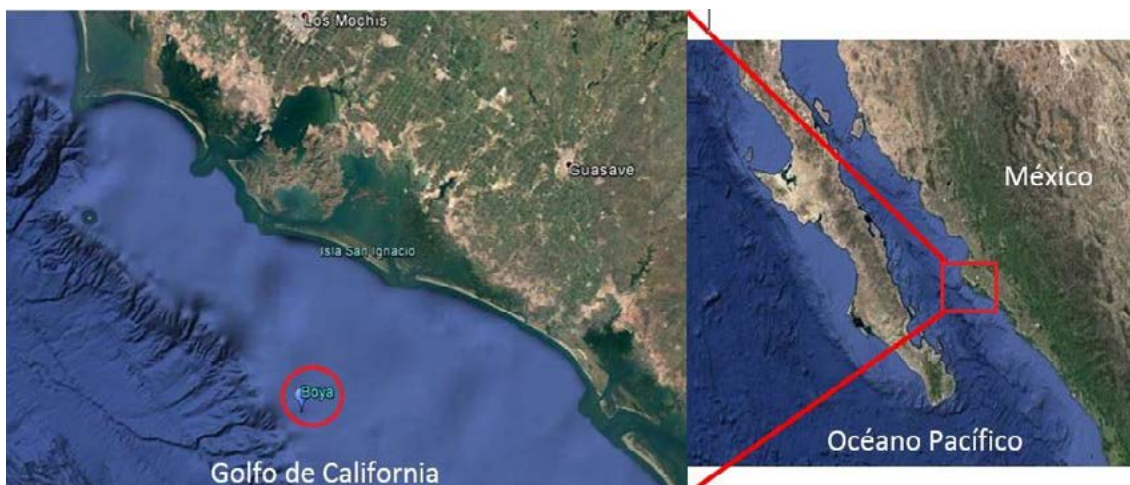 Los Mochis
Guasave
Isla San Ignacio
Boya
Golfo de California
México
Océano Pacífico